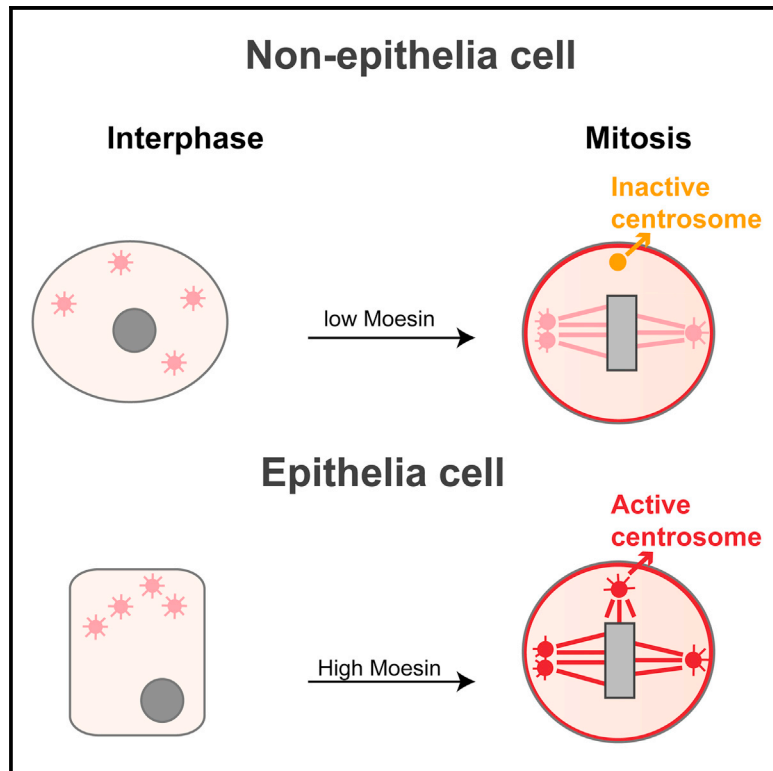 Non-epithelia cell
Interphase
Mitosis
Inactive
centrosome
low Moesin
Epithelia cell
Active
centrosome
High Moesin